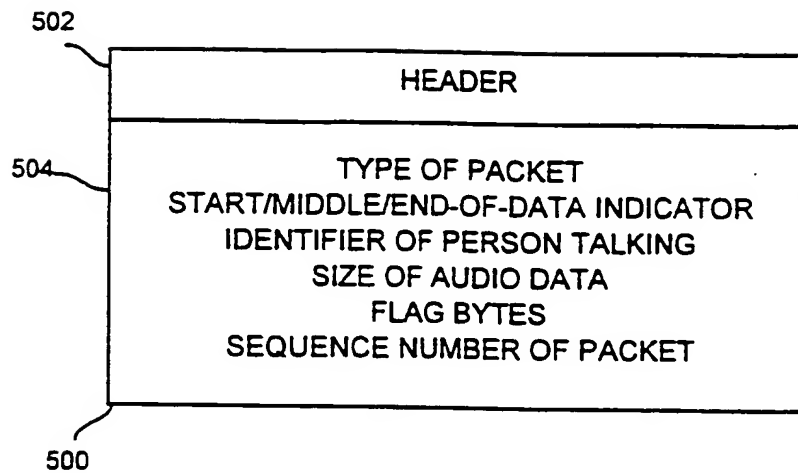 502
HEADER
504
TYPE OF PACKET
START/MIDDLE/END-OF-DATA INDICATOR
IDENTIFIER OF PERSON TALKING
SIZE OF AUDIO DATA
FLAG BYTES
SEQUENCE NUMBER OF PACKET
500